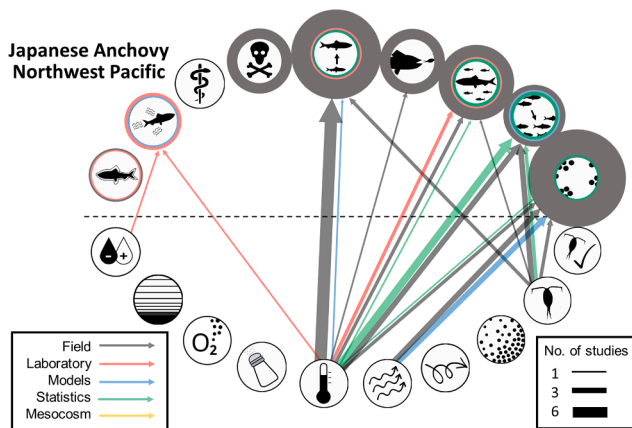 Japanese Anchovy
Northwest Pacific
- +
O2
Field
Laboratory
Models
Statistics
Mesocosm
No. of studies
1
3
6